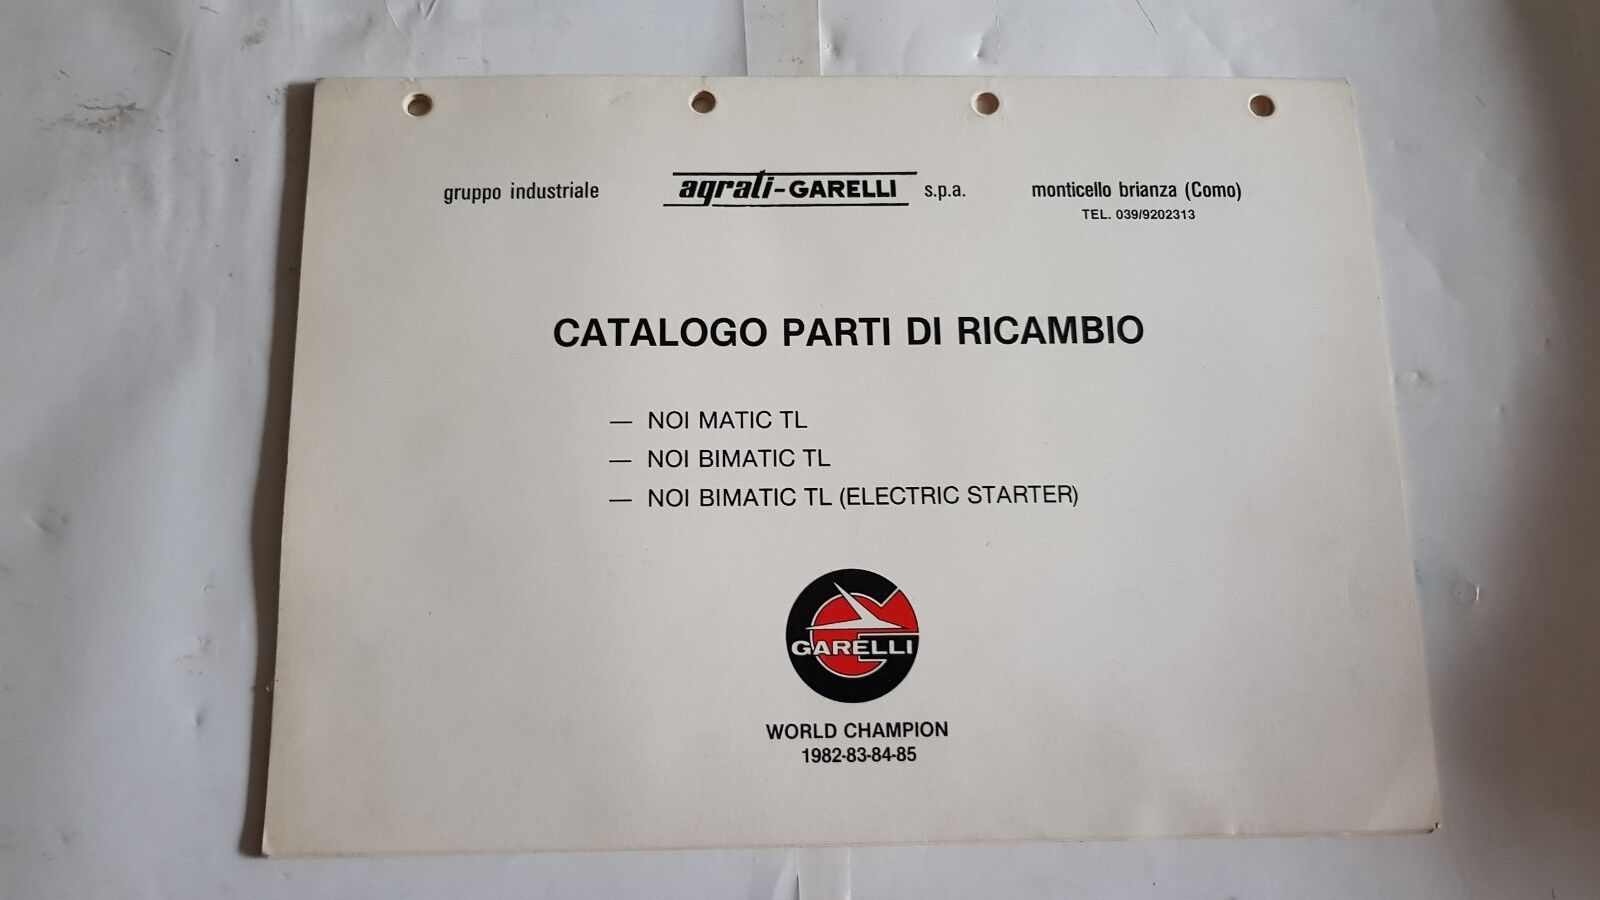 gruppo industriale agrati-GARELLI s.p.a. monticello brianza (Como)
TEL. 039/9202313
CATALOGO PARTI DI RICAMBIO
— NOI MATIC TL
— NOI BIMATIC TL
— NOI BIMATIC TL (ELECTRIC STARTER)
GARELLI
WORLD CHAMPION
1982-83-84-85